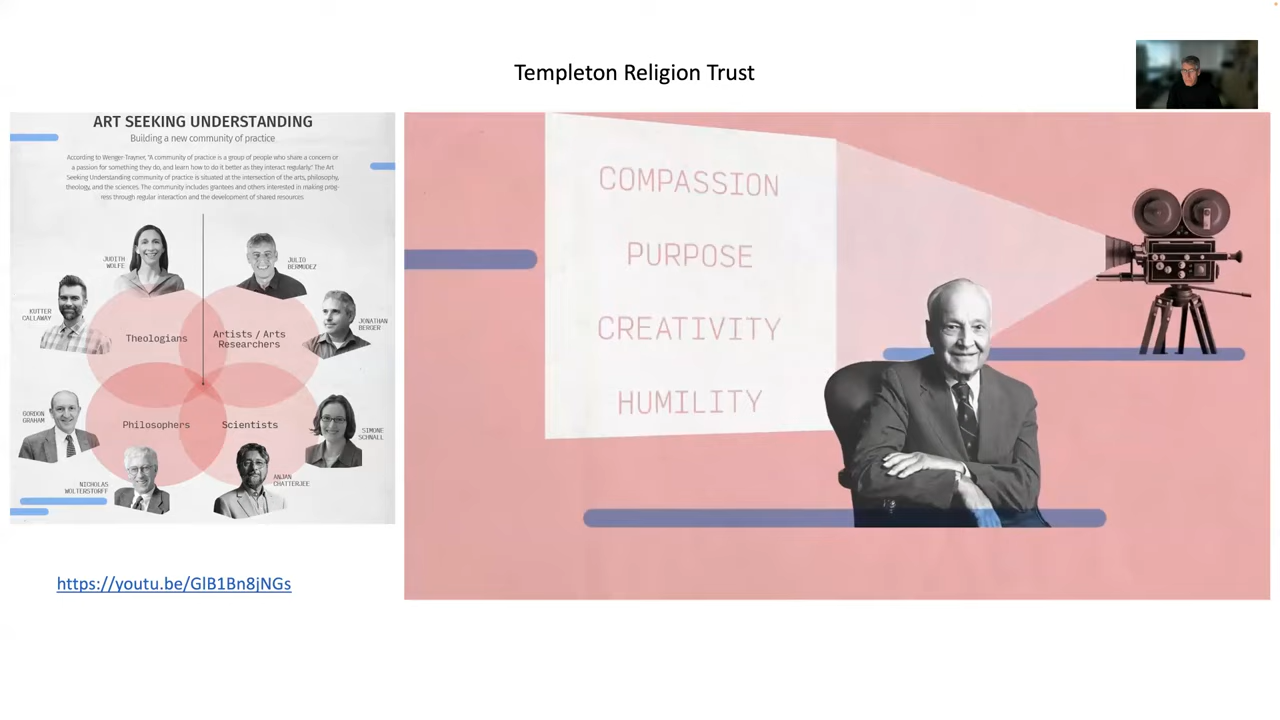 Templeton Religion Trust
ART SEEKING UNDERSTANDING
Building a new community of practice
According to Wenger-Trayner, "A community of practice is a group of people who share a concern or
a passion for something they do, and learn how to do it better as they interact regularly." The Art
Seeking Understanding community of practice is situated at the intersection of the arts, philosophy,
theology, and the sciences. The community includes grantees and others interested in making prog-
ress through regular interaction and the development of shared resources.
JUDITH
WOLFE
JULIO
BERMUDEZ
KUTTER
CALLAWAY
JONATHAN
BERGER
Theologians
Artists / Arts
Researchers
GORDON
GRAHAM
Philosophers
Scientists
SIMONE
SCHNALL
NICHOLAS
WOLTERSTORFF
ANJAN
CHATTERJEE
https://youtu.be/GlB1Bn8jNGs
COMPASSION
PURPOSE
CREATIVITY
HUMILITY